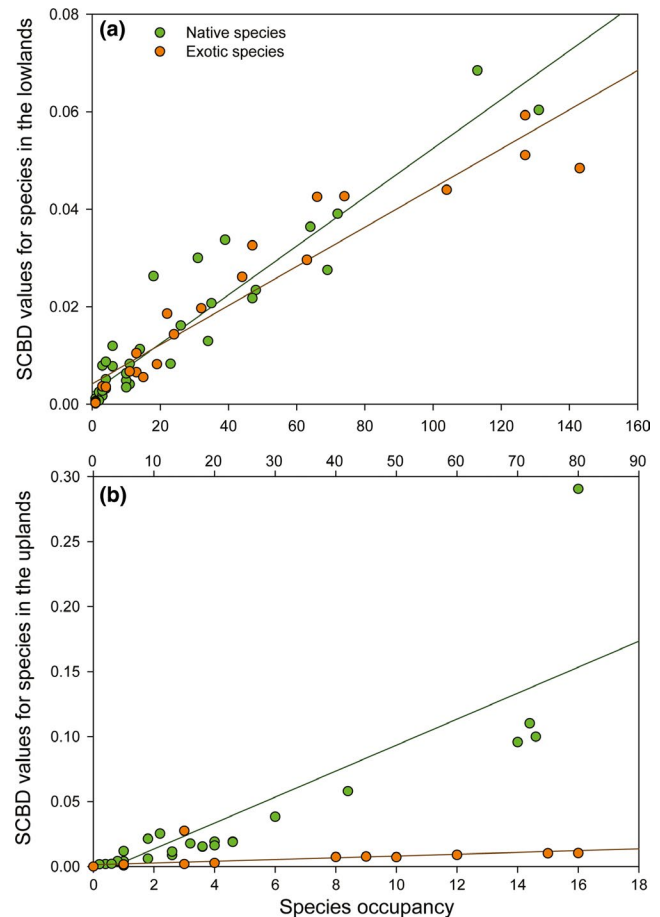 (a)
Native species
Exotic species
SCBD values for species in the lowlands
0.08
0.06
0.04
0.02
0.00
0 20 40 60 80 100 120 140 160
0 10 20 30 40 50 60 70 80 90
(b)
SCBD values for species in the uplands
0.30
0.25
0.20
0.15
0.10
0.05
0.00
0 2 4 6 8 10 12 14 16 18
Species occupancy